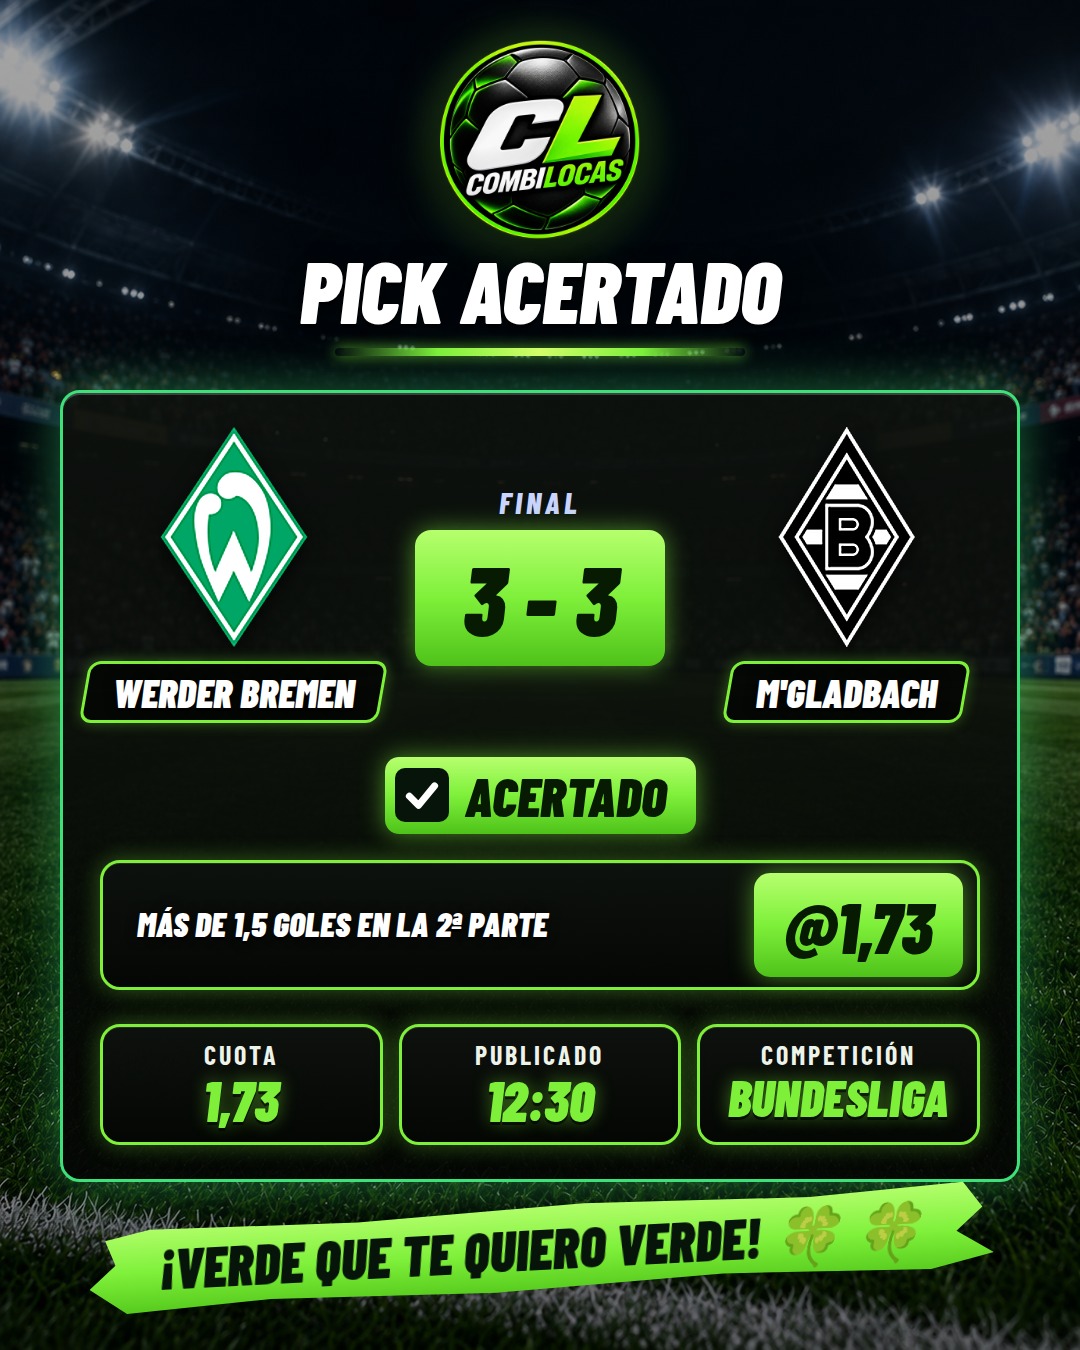 CL
COMBILOCAS
PICK ACERTADO
FINAL
3 - 3
WERDER BREMEN
M'GLADBACH
ACERTADO
MÁS DE 1,5 GOLES EN LA 2ª PARTE
@1,73
CUOTA
1,73
PUBLICADO
12:30
COMPETICIÓN
BUNDESLIGA
¡VERDE QUE TE QUIERO VERDE! 🍀 🍀